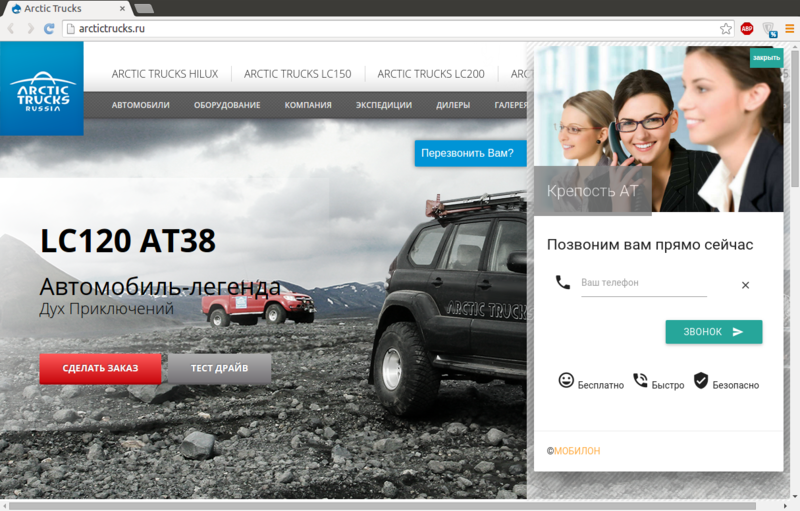 Arctic Trucks
arctictrucks.ru
ABP
%
ARCTIC TRUCKS RUSSIA
ARCTIC TRUCKS HILUX
ARCTIC TRUCKS LC150
ARCTIC TRUCKS LC200
АВТОМОБИЛИ
ОБОРУДОВАНИЕ
КОМПАНИЯ
ЭКСПЕДИЦИИ
ДИЛЕРЫ
ГАЛЕРЕЯ
закрыть
Перезвонить Вам?
Крепость АТ
LC120 AT38
Автомобиль-легенда
Дух Приключений
ARCTIC TRUCKS
СДЕЛАТЬ ЗАКАЗ
ТЕСТ ДРАЙВ
Позвоним вам прямо сейчас
Ваш телефон
ЗВОНОК
Бесплатно
Быстро
Безопасно
©МОБИЛОН